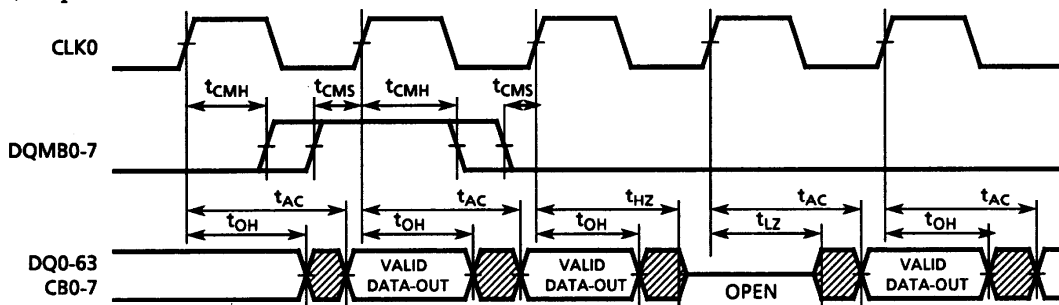 CLK0
tCMH tCMS tCMH tCMS
DQMB0-7
tAC tAC tHZ tAC tAC
tOH tOH tOH tLZ tOH
DQ0-63
CB0-7
VALID
DATA-OUT
VALID
DATA-OUT
OPEN
VALID
DATA-OUT